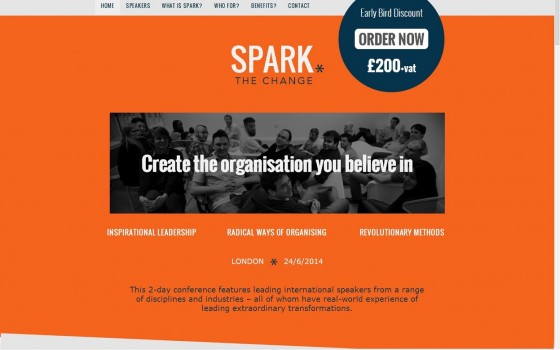 HOME SPEAKERS WHAT IS SPARK? WHO FOR? BENEFITS? CONTACT
Early Bird Discount
ORDER NOW
£200+vat
SPARK*
THE CHANGE
Create the organisation you believe in
INSPIRATIONAL LEADERSHIP RADICAL WAYS OF ORGANISING REVOLUTIONARY METHODS
LONDON * 24/6/2014
This 2-day conference features leading international speakers from a range
of disciplines and industries – all of whom have real-world experience of
leading extraordinary transformations.